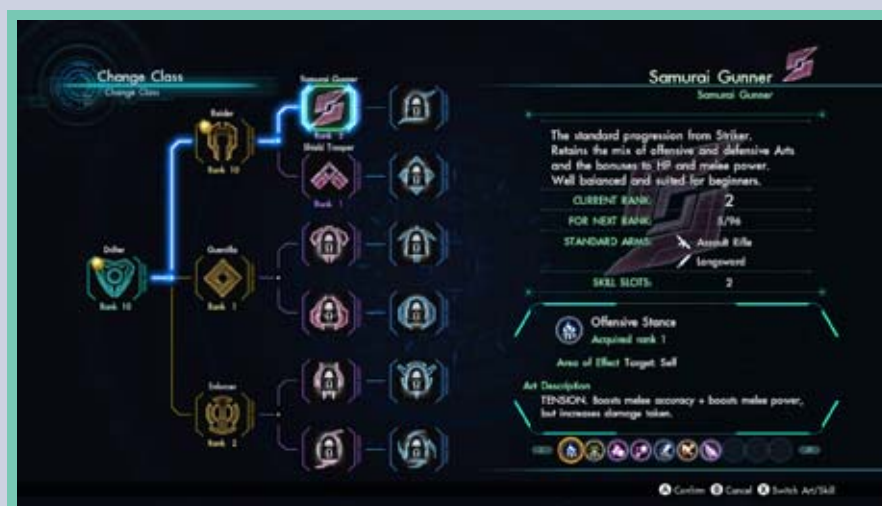 Change Class
Change Class
Samurai Gunner
Rank 2
Raider
Rank 10
Shield Trooper
Rank 1
Drifter
Rank 10
Guerilla
Rank 1
Enforcer
Rank 2
Samurai Gunner
Samurai Gunner
The standard progression from Striker.
Retains the mix of offensive and defensive Arts
and the bonuses to HP and melee power.
Well balanced and suited for beginners.
CURRENT RANK: 2
FOR NEXT RANK: 5/96
STANDARD ARMS: Assault Rifle
Longsword
SKILL SLOTS: 2
Offensive Stance
Acquired rank 1
Area of Effect Target: Self
Art Description
TENSION: Boosts melee accuracy + boosts melee power,
but increases damage taken.
A Confirm B Cancel X Switch Art/Skill